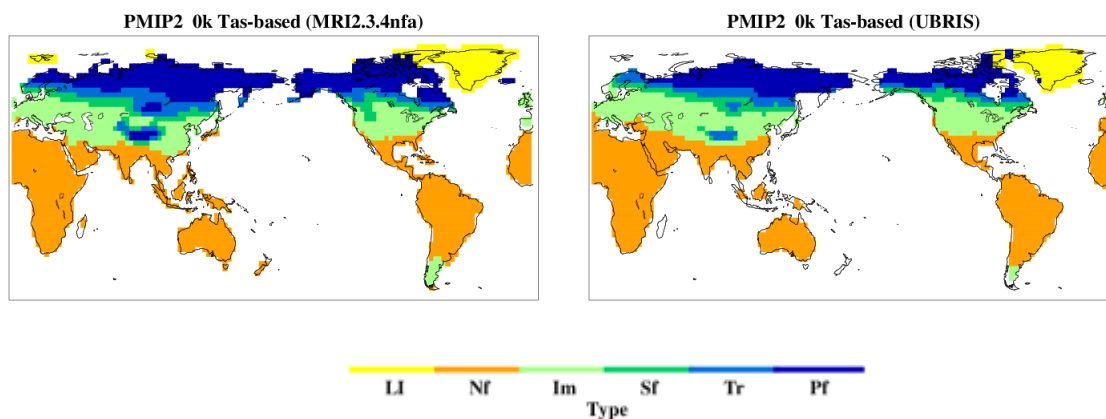 PMIP2 0k Tas-based (MRI2.3.4nfa)
PMIP2 0k Tas-based (UBRIS)
LI Nf Im Sf Tr Pf
Type